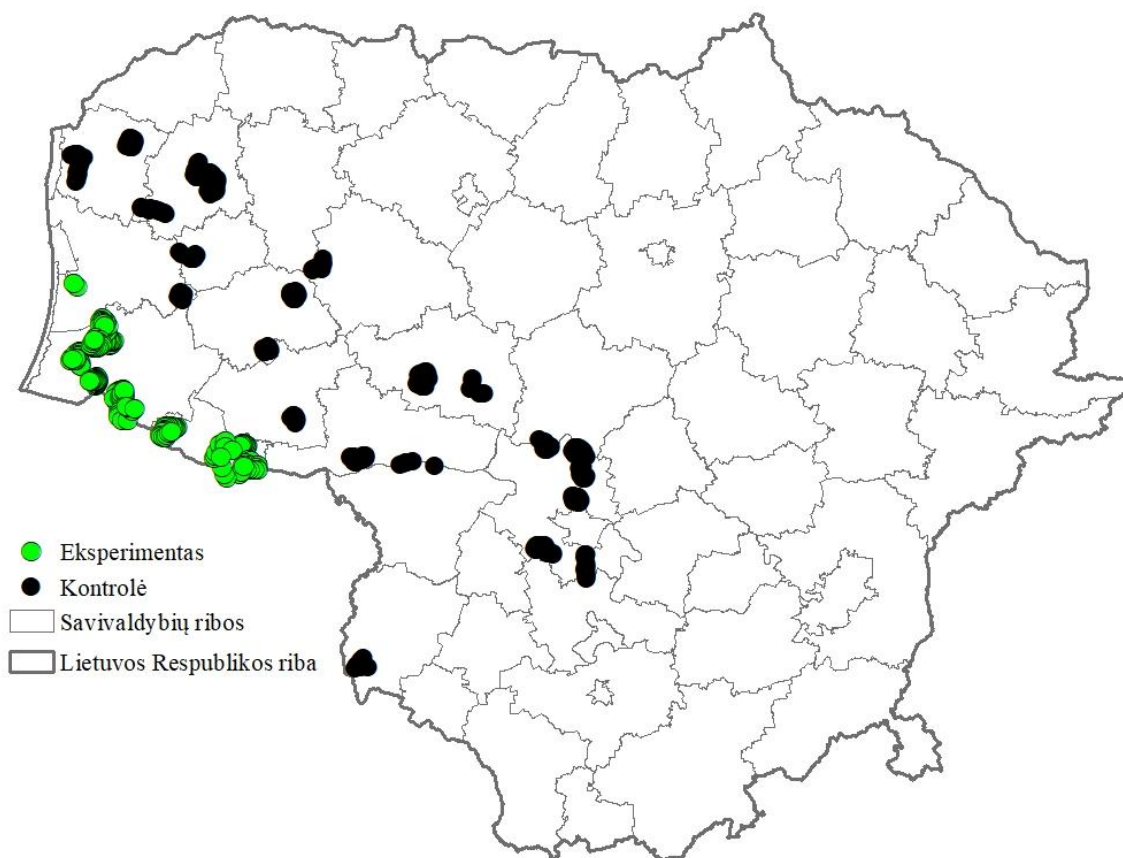 Eksperimentas
Kontrolė
Savivaldybių ribos
Lietuvos Respublikos riba